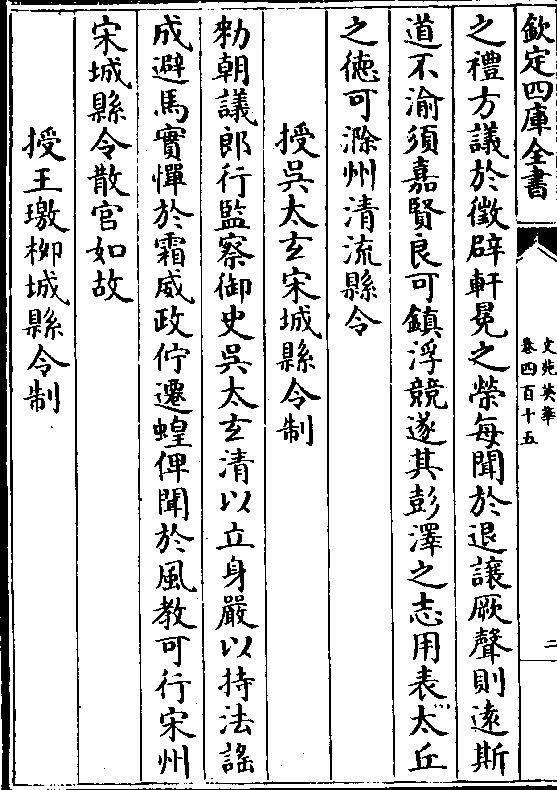 欽定四庫全書
文苑英華
卷四百十五
二
之禮方議於徵辟軒冕之榮每聞於退讓厥聲則遠斯
道不渝須嘉賢良可鎮浮競遂其彭澤之志用表太丘
之徳可滁州清流縣令
授吳太玄宋城縣令制
勑朝議郎行監察御史吳太玄清以立身嚴以持法謡
成避馬實憚於霜威政佇遷蝗俾聞於風教可行宋州
宋城縣令散官如故
授王璬柳城縣令制